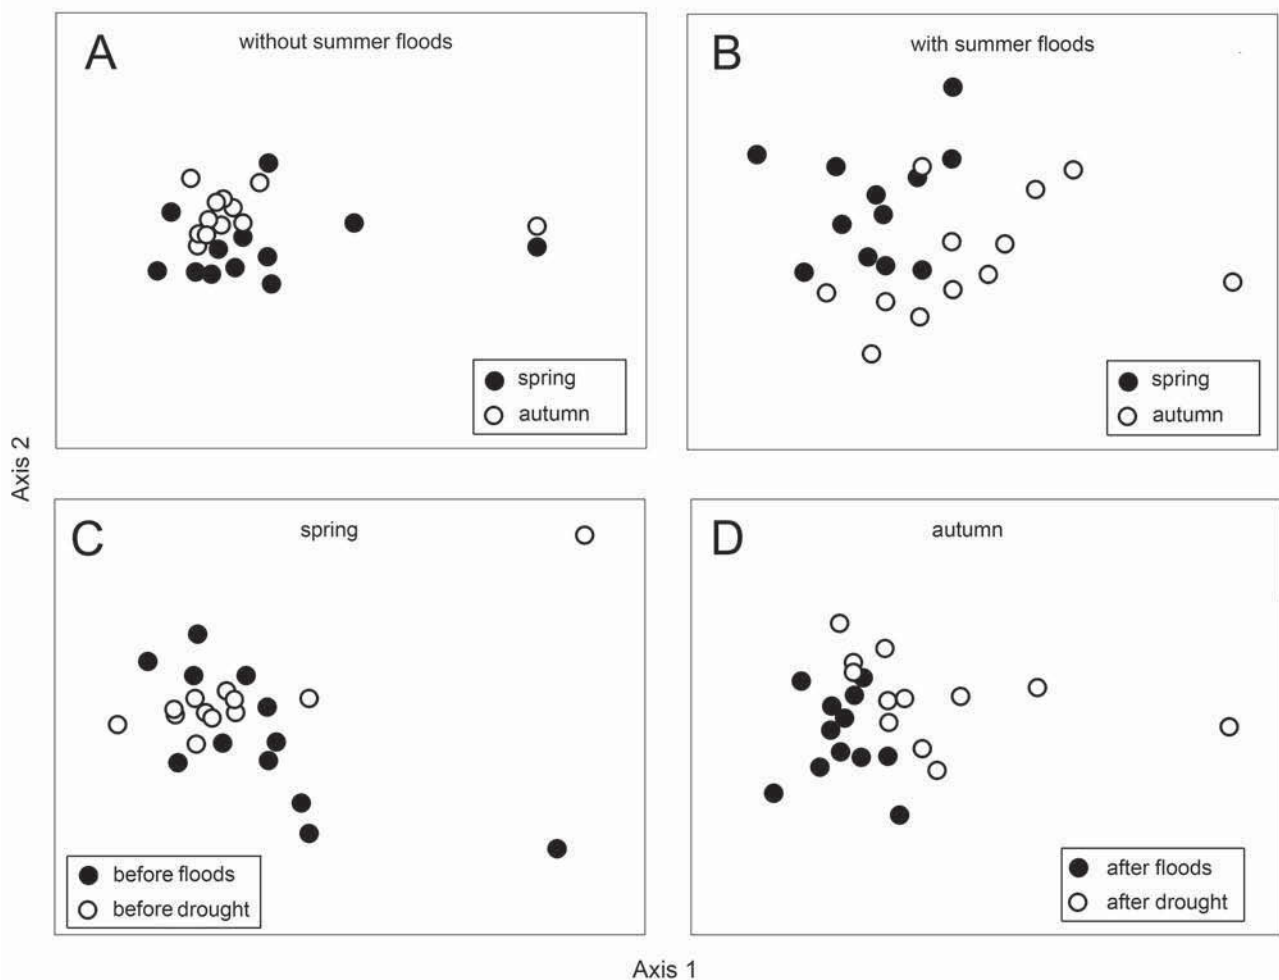 A
without summer floods
spring
autumn
B
with summer floods
spring
autumn
Axis 2
C
spring
before floods
before drought
D
autumn
after floods
after drought
Axis 1